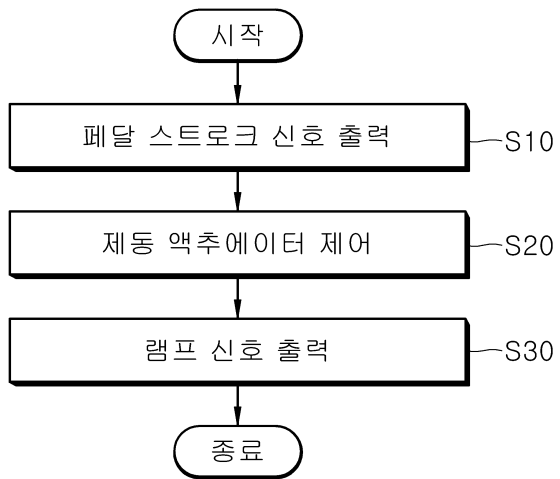 시작
페달 스트로크 신호 출력
S10
제동 액추에이터 제어
S20
램프 신호 출력
S30
종료